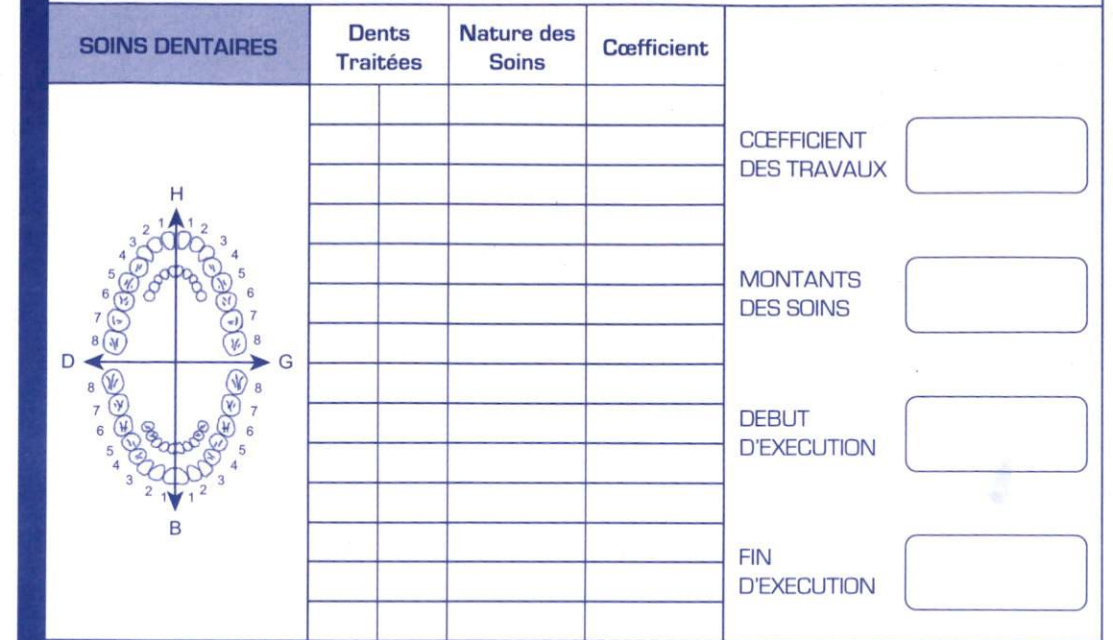 SOINS DENTAIRES
Dents
Traitées
Nature des
Soins
Cœfficient
CŒFFICIENT
DES TRAVAUX
MONTANTS
DES SOINS
DEBUT
D'EXECUTION
FIN
D'EXECUTION
H
1 1
2 2
3 3
4 4
5 5
6 6
7 7
8 8
D G
8 8
7 7
6 6
5 5
4 4
3 3
2 2
1 1
B